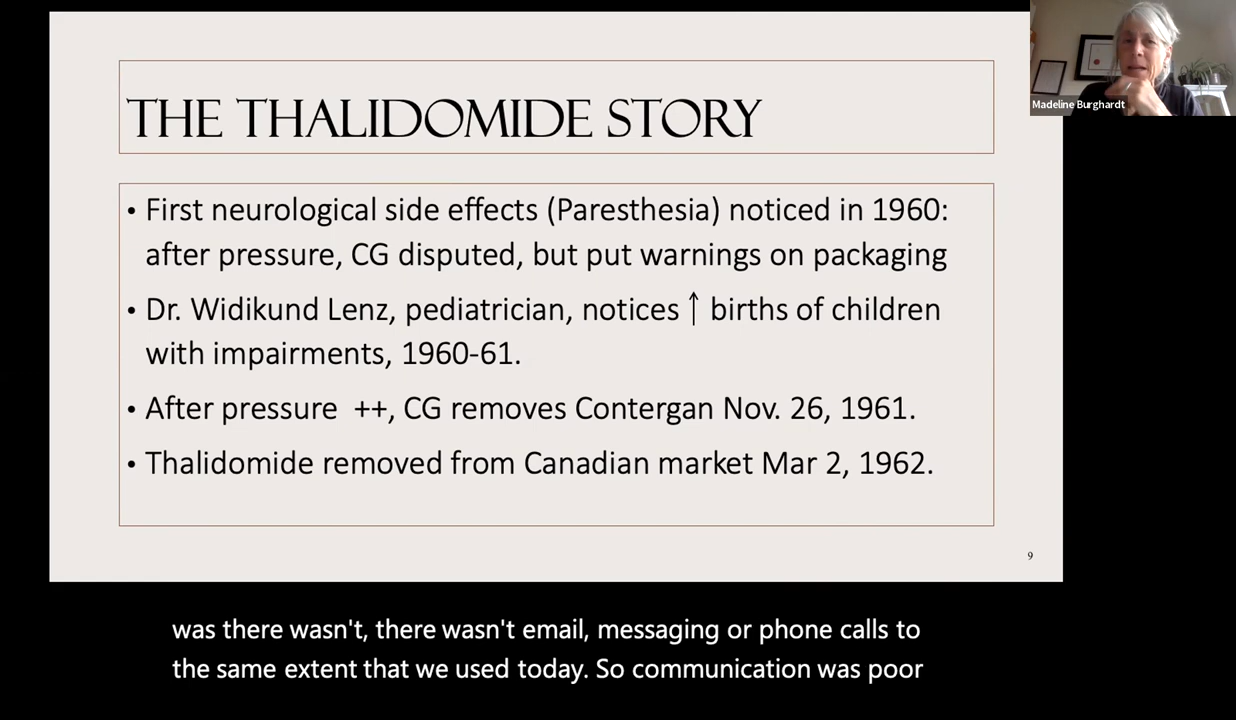 THE THALIDOMIDE STORY
Madeline Burghardt
• First neurological side effects (Paresthesia) noticed in 1960:
after pressure, CG disputed, but put warnings on packaging
• Dr. Widikund Lenz, pediatrician, notices ↑ births of children
with impairments, 1960-61.
• After pressure ++, CG removes Contergan Nov. 26, 1961.
• Thalidomide removed from Canadian market Mar 2, 1962.
9
was there wasn't, there wasn't email, messaging or phone calls to
the same extent that we used today. So communication was poor